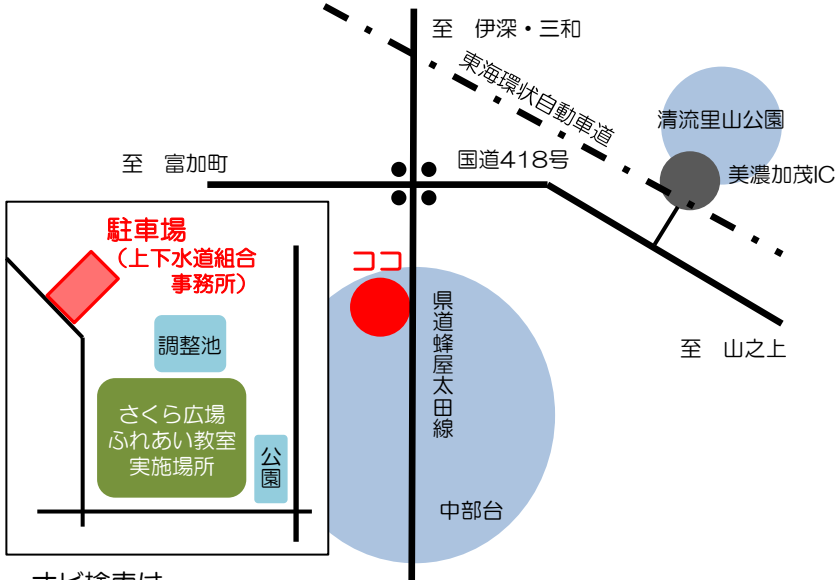 至　伊深・三和
東海環状自動車道
清流里山公園
至　富加町
国道418号
美濃加茂IC
駐車場
（上下水道組合
事務所）
ココ
県道蜂屋太田線
調整池
至　山之上
さくら広場
ふれあい教室
実施場所
公園
中部台